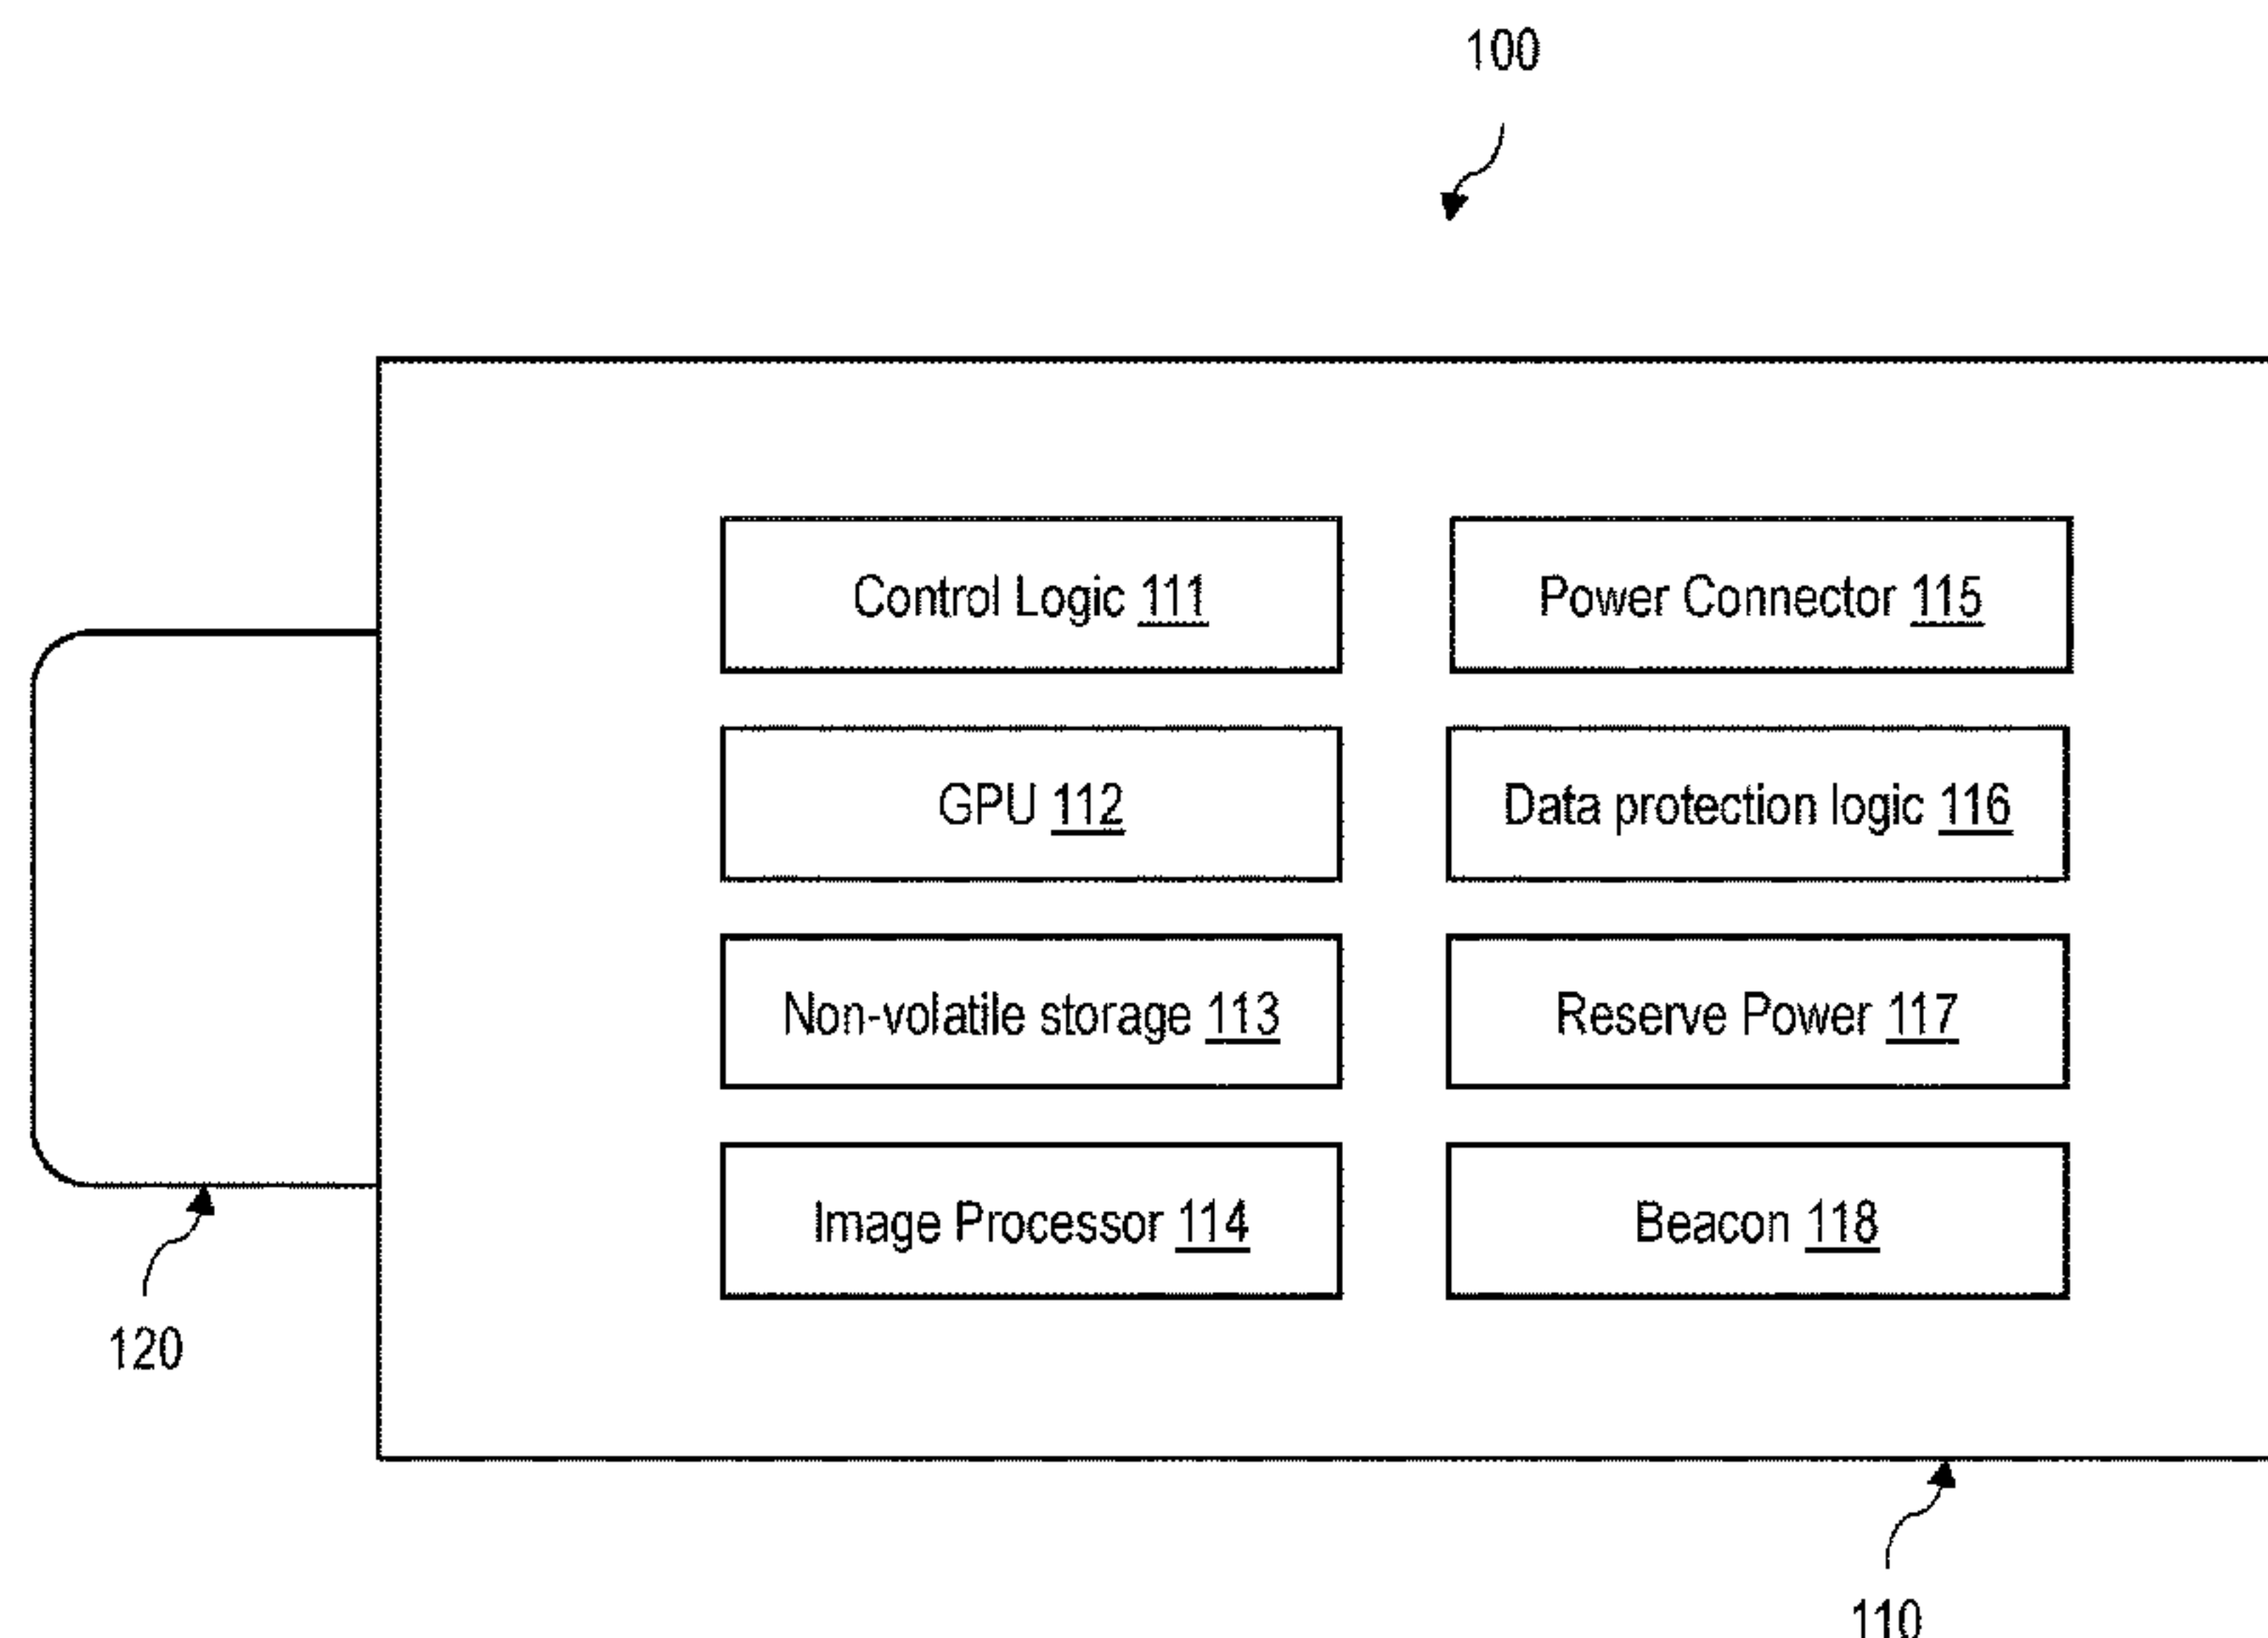 100
Control Logic 111
Power Connector 115
GPU 112
Data protection logic 116
Non-volatile storage 113
Reserve Power 117
Image Processor 114
Beacon 118
120
110